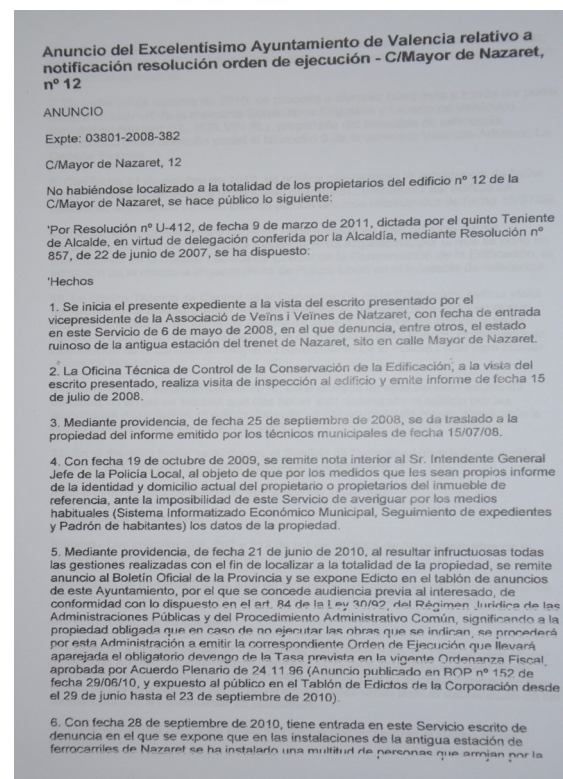 Anuncio del Excelentísimo Ayuntamiento de Valencia relativo a
notificación resolución orden de ejecución - C/Mayor de Nazaret,
nº 12
ANUNCIO
Expte: 03801-2008-382
C/Mayor de Nazaret, 12
No habiéndose localizado a la totalidad de los propietarios del edificio nº 12 de la
C/Mayor de Nazaret, se hace público lo siguiente:
'Por Resolución nº U-412, de fecha 9 de marzo de 2011, dictada por el quinto Teniente
de Alcalde, en virtud de delegación conferida por la Alcaldía, mediante Resolución nº
857, de 22 de junio de 2007, se ha dispuesto:
'Hechos
1. Se inicia el presente expediente a la vista del escrito presentado por el
vicepresidente de la Associació de Veïns i Veïnes de Natzaret, con fecha de entrada
en este Servicio de 6 de mayo de 2008, en el que denuncia, entre otros, el estado
ruinoso de la antigua estación del trenet de Nazaret, sito en calle Mayor de Nazaret.
2. La Oficina Técnica de Control de la Conservación de la Edificación, a la vista del
escrito presentado, realiza visita de inspección al edificio y emite informe de fecha 15
de julio de 2008.
3. Mediante providencia, de fecha 25 de septiembre de 2008, se da traslado a la
propiedad del informe emitido por los técnicos municipales de fecha 15/07/08.
4. Con fecha 19 de octubre de 2009, se remite nota interior al Sr. Intendente General
Jefe de la Policia Local, al objeto de que por los medidos que les sean propios informe
de la identidad y domicilio actual del propietario o propietarios del inmueble de
referencia, ante la imposibilidad de este Servicio de averiguar por los medios
habituales (Sistema Informatizado Económico Municipal, Seguimiento de expedientes
y Padrón de habitantes) los datos de la propiedad.
5. Mediante providencia, de fecha 21 de junio de 2010, al resultar infructuosas todas
las gestiones realizadas con el fin de localizar a la totalidad de la propiedad, se remite
anuncio al Boletín Oficial de la Provincia y se expone Edicto en el tablón de anuncios
de este Ayuntamiento, por el que se concede audiencia previa al interesado, de
conformidad con lo dispuesto en el art. 84 de la Ley 30/92, del Régimen Jurídica de las
Administraciones Públicas y del Procedimiento Administrativo Común, significando a la
propiedad obligada que en caso de no ejecutar las obras que se indican, se procederá
por esta Administración a emitir la correspondiente Orden de Ejecución que llevará
aparejada el obligatorio devengo de la Tasa prevista en la vigente Ordenanza Fiscal,
aprobada por Acuerdo Plenario de 24 11 96 (Anuncio publicado en BOP nº 152 de
fecha 29/06/10, y expuesto al público en el Tablón de Edictos de la Corporación desde
el 29 de junio hasta el 23 de septiembre de 2010).
6. Con fecha 28 de septiembre de 2010, tiene entrada en este Servicio escrito de
denuncia en el que se expone que en las instalaciones de la antigua estación de
ferrocarriles de Nazaret se ha instalado una multitud de personas que arrojan por la